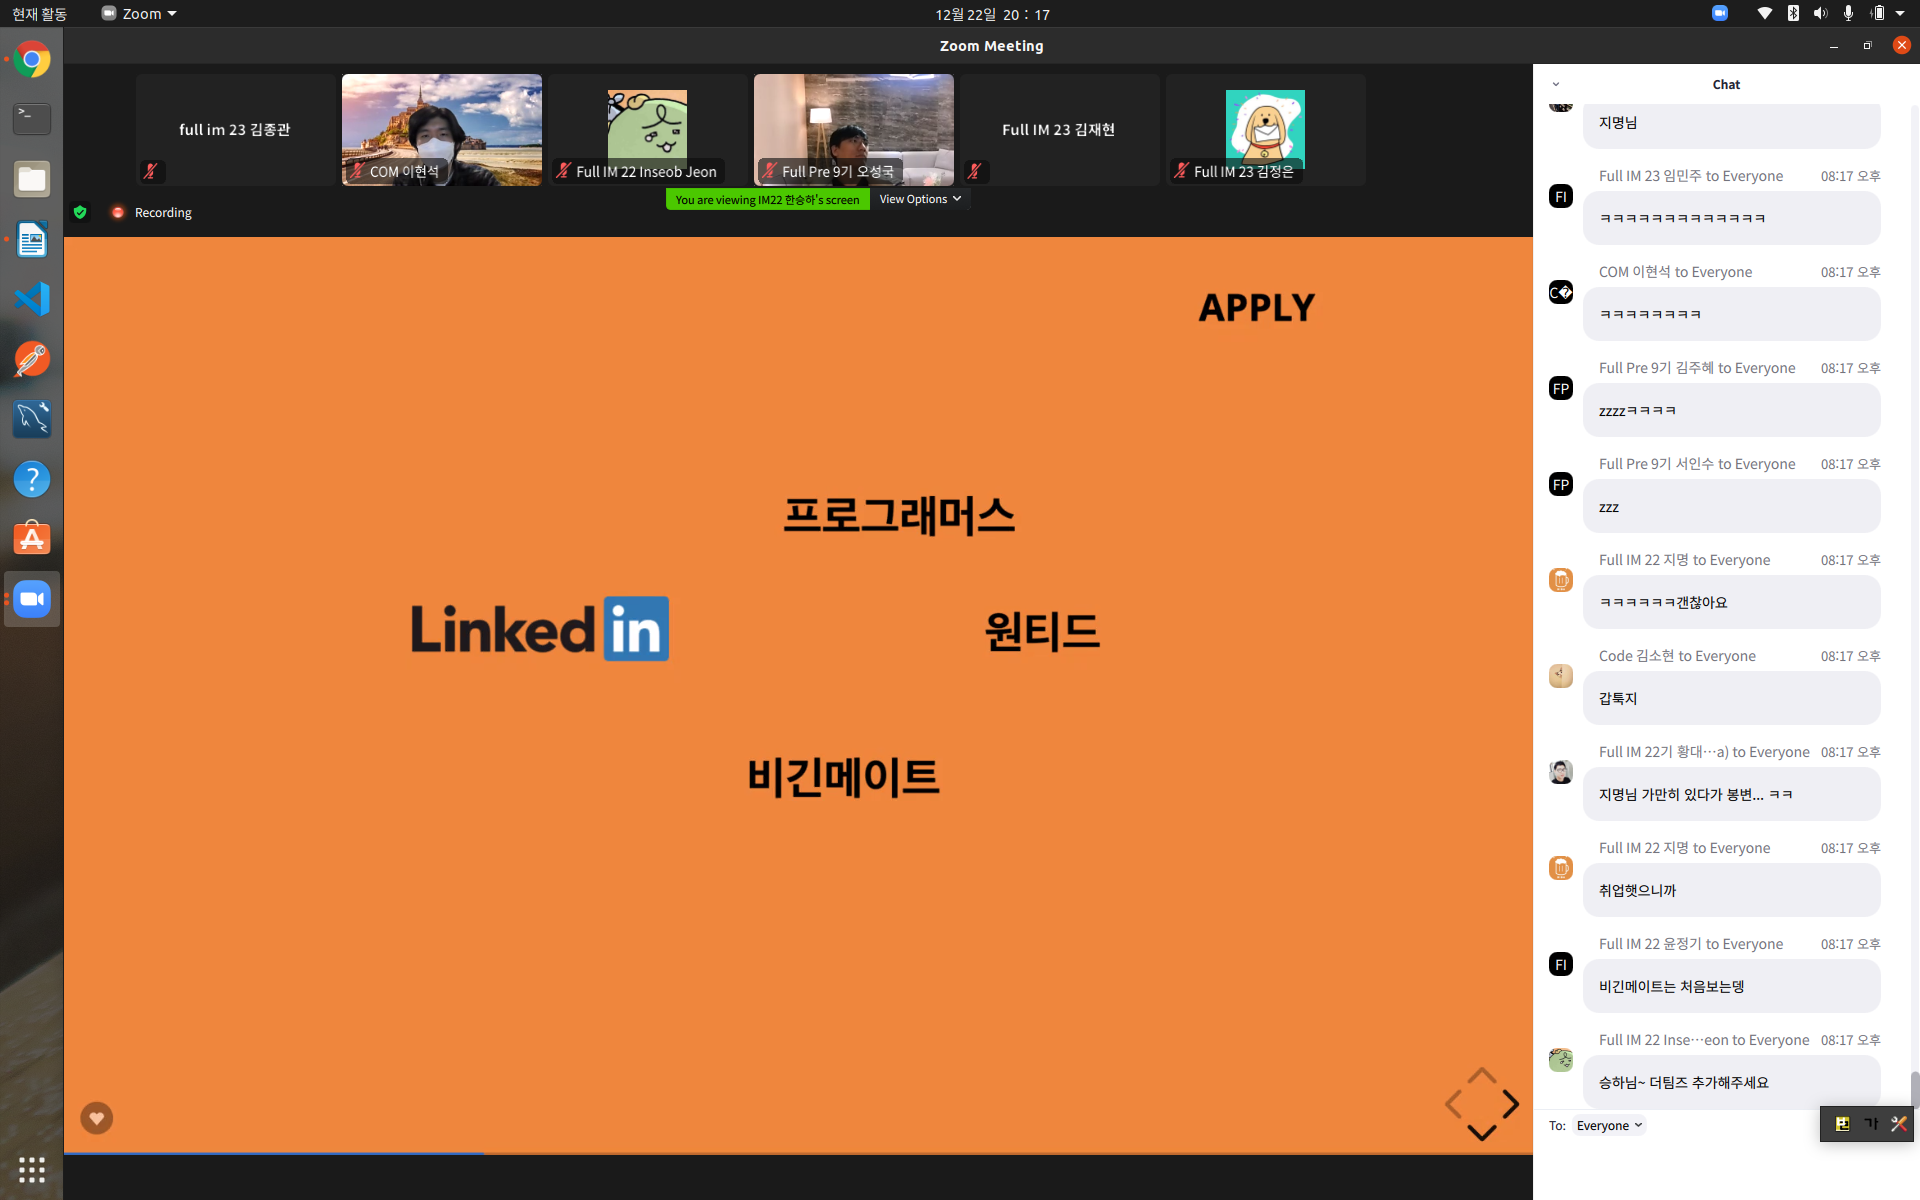 현재 활동
Zoom
12월 22일 20 : 17
Zoom Meeting
full im 23 김종관
COM 이현석
Full IM 22 Inseob Jeon
Full Pre 9기 오성국
Full IM 23 김재현
Full IM 23 김정은
Recording
You are viewing IM22 한승하's screen
View Options
APPLY
프로그래머스
Linked in
원티드
비긴메이트
Chat
지명님
Full IM 23 임민주 to Everyone 08:17 오후
FI
ㅋㅋㅋㅋㅋㅋㅋㅋㅋㅋㅋㅋㅋ
COM 이현석 to Everyone 08:17 오후
C�
ㅋㅋㅋㅋㅋㅋㅋㅋ
Full Pre 9기 김주혜 to Everyone 08:17 오후
FP
zzzzㅋㅋㅋㅋ
Full Pre 9기 서인수 to Everyone 08:17 오후
FP
zzz
Full IM 22 지명 to Everyone 08:17 오후
ㅋㅋㅋㅋㅋㅋ갠찮아요
Code 김소현 to Everyone 08:17 오후
갑툭지
Full IM 22기 황대…a) to Everyone 08:17 오후
지명님 가만히 있다가 봉변... ㅋㅋ
Full IM 22 지명 to Everyone 08:17 오후
취업햇으니까
Full IM 22 윤정기 to Everyone 08:17 오후
FI
비긴메이트는 처음보는뎅
Full IM 22 Inse…eon to Everyone 08:17 오후
승하님~ 더팀즈 추가해주세요
To: Everyone
가